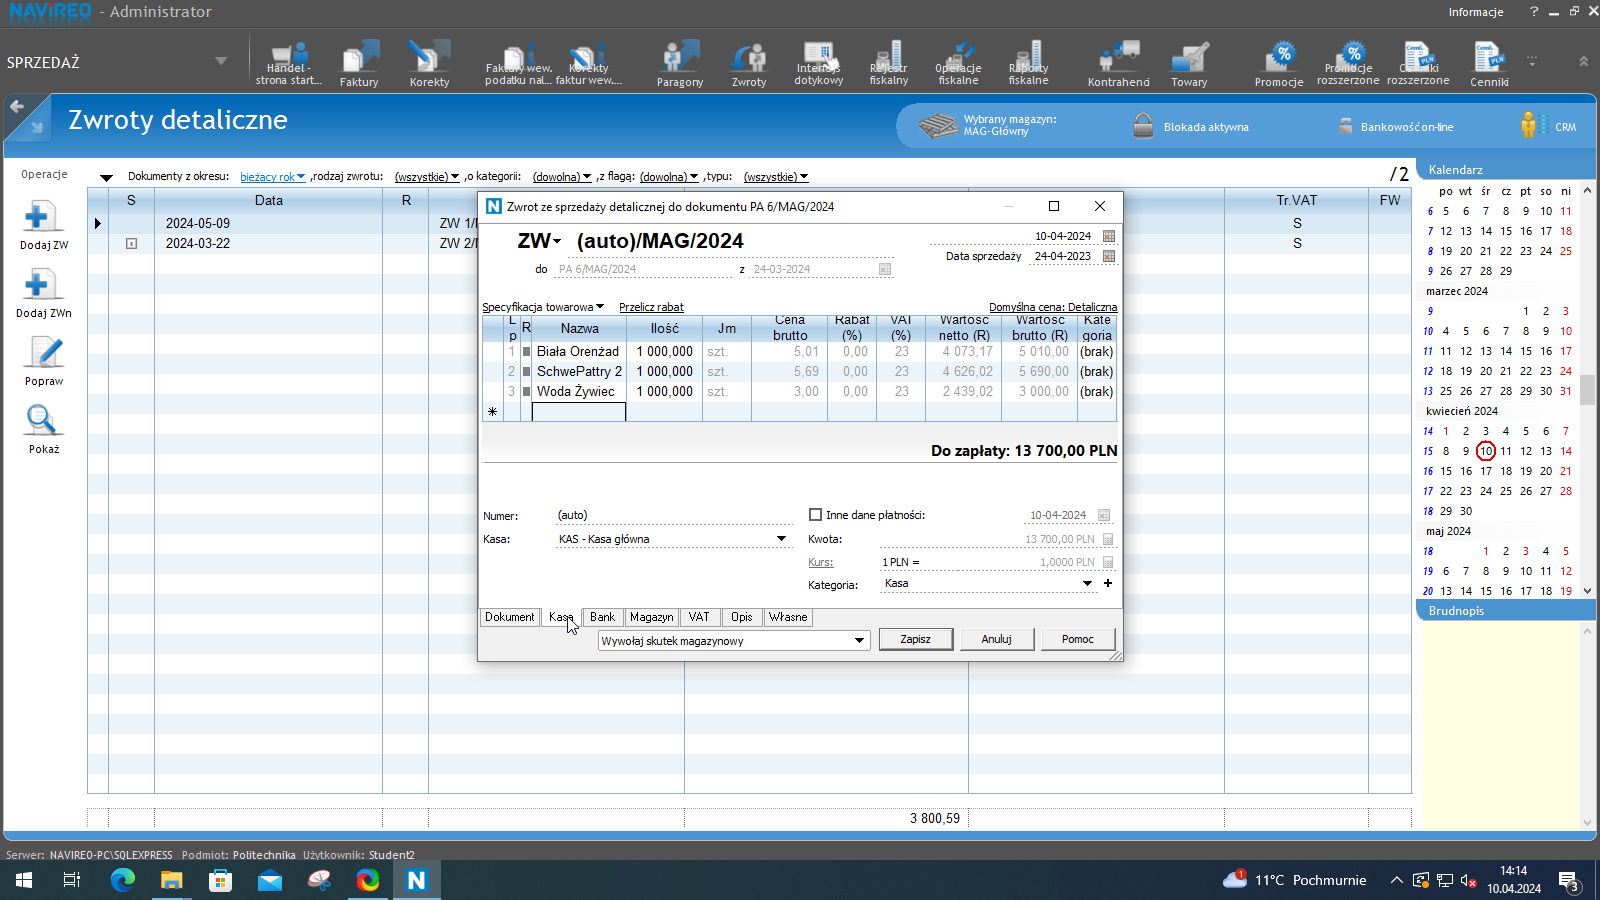 NAVIREO - Administrator
Informacje
SPRZEDAŻ
Handel -
strona start...
Faktury
Korekty
Faktury wew.
podatku nal...
Korekty
faktur wew....
Paragony
Zwroty
Interfejs
dotykowy
Rejestr
fiskalny
Operacje
fiskalne
Raporty
fiskalne
Kontrahend
Towary
Promocje
Promocje
rozszerzone
Cenniki
rozszerzone
Cenniki
Zwroty detaliczne
Wybrany magazyn:
MAG-Główny
Blokada aktywna
Bankowość on-line
CRM
Operacje
Dodaj ZW
Dodaj ZWn
Popraw
Pokaż
Dokumenty z okresu: bieżący rok ,rodzaj zwrotu: (wszystkie) ,o kategorii: (dowolna) ,z flagą: (dowolna) ,typu: (wszystkie)
/ 2
S Data R Tr.VAT FW
2024-05-09 ZW 1/ S
2024-03-22 ZW 2/ S
3 800,59
Zwrot ze sprzedaży detalicznej do dokumentu PA 6/MAG/2024
ZW (auto)/MAG/2024
10-04-2024
Data sprzedaży 24-04-2023
do PA 6/MAG/2024 z 24-03-2024
Specyfikacja towarowa Przelicz rabat Domyślna cena: Detaliczna
Lp R Nazwa Ilość Jm Cena brutto Rabat (%) VAT (%) Wartość netto (R) Wartość brutto (R) Kategoria
1 Biała Orenżad 1 000,000 szt. 5,01 0,00 23 4 073,17 5 010,00 (brak)
2 SchwePattry 2 1 000,000 szt. 5,69 0,00 23 4 626,02 5 690,00 (brak)
3 Woda Żywiec 1 000,000 szt. 3,00 0,00 23 2 439,02 3 000,00 (brak)
Do zapłaty: 13 700,00 PLN
Numer: (auto)
Kasa: KAS - Kasa główna
Inne dane płatności: 10-04-2024
Kwota: 13 700,00 PLN
Kurs: 1 PLN = 1,0000 PLN
Kategoria: Kasa
Dokument Kasa Bank Magazyn VAT Opis Własne
Wywołaj skutek magazynowy Zapisz Anuluj Pomoc
Kalendarz
po wt śr cz pt so ni
6 5 6 7 8 9 10 11
7 12 13 14 15 16 17 18
8 19 20 21 22 23 24 25
9 26 27 28 29
marzec 2024
9 1 2 3
10 4 5 6 7 8 9 10
11 11 12 13 14 15 16 17
12 18 19 20 21 22 23 24
13 25 26 27 28 29 30 31
kwiecień 2024
14 1 2 3 4 5 6 7
15 8 9 10 11 12 13 14
16 15 16 17 18 19 20 21
17 22 23 24 25 26 27 28
18 29 30
maj 2024
18 1 2 3 4 5
19 6 7 8 9 10 11 12
20 13 14 15 16 17 18 19
Brudnopis
Serwer: NAVIREO-PC\SQLEXPRESS Podmiot: Politechnika Użytkownik: Student2
1
11°C Pochmurnie
14:14
10.04.2024
3